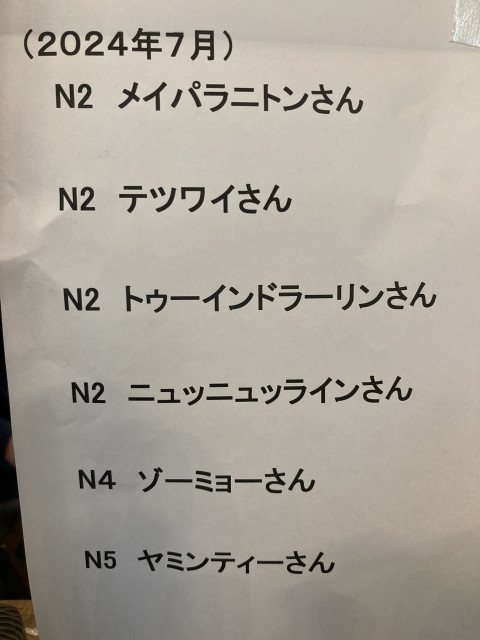 （２０２４年７月）
N2　メイパラニトンさん
N2　テツワイさん
N2　トゥーインドラーリンさん
N2　ニュッニュッラインさん
N4　ゾーミョーさん
N5　ヤミンティーさん